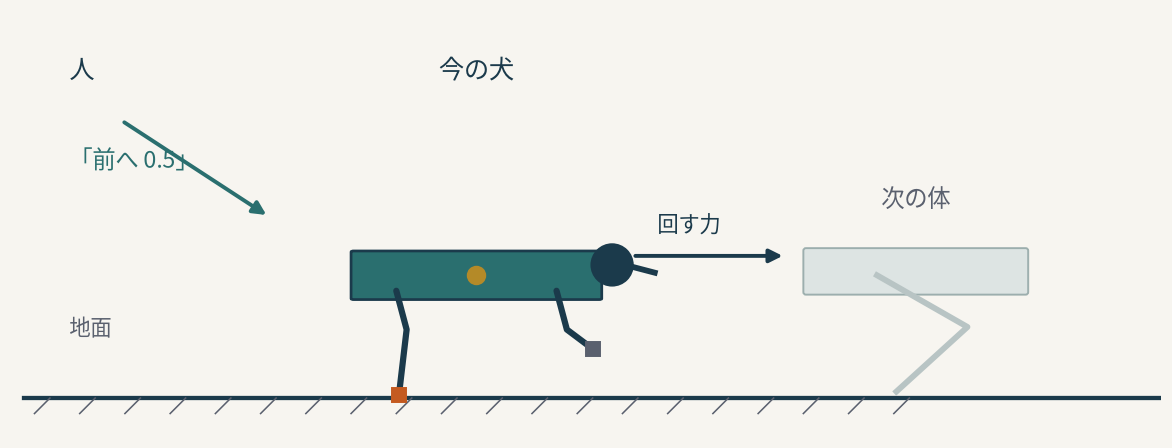 人
今の犬
「前へ 0.5」
次の体
回す力
地面